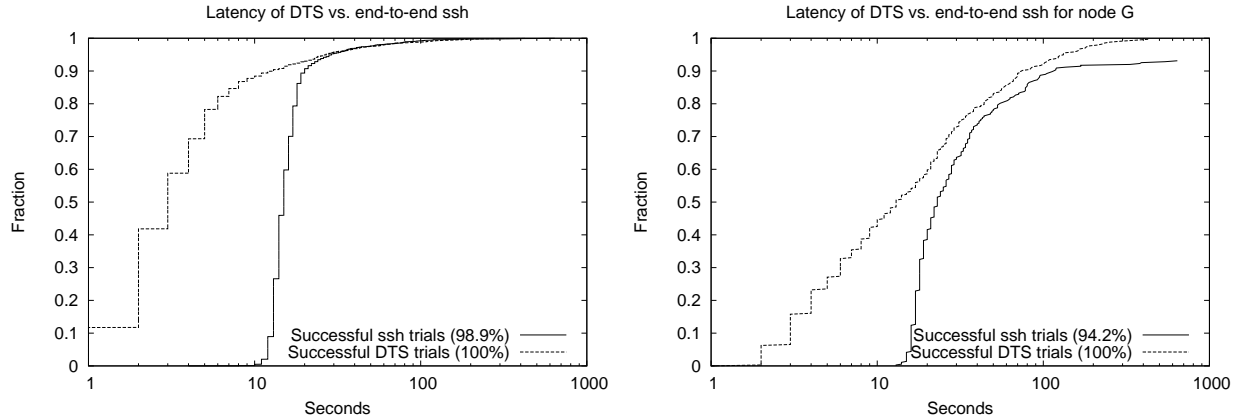 Latency of DTS vs. end-to-end ssh
1
0.9
0.8
0.7
0.6
0.5
0.4
0.3
0.2
0.1
0
Fraction
Successful ssh trials (98.9%)
Successful DTS trials (100%)
1 10 100 1000
Seconds
Latency of DTS vs. end-to-end ssh for node G
1
0.9
0.8
0.7
0.6
0.5
0.4
0.3
0.2
0.1
0
Fraction
Successful ssh trials (94.2%)
Successful DTS trials (100%)
1 10 100 1000
Seconds